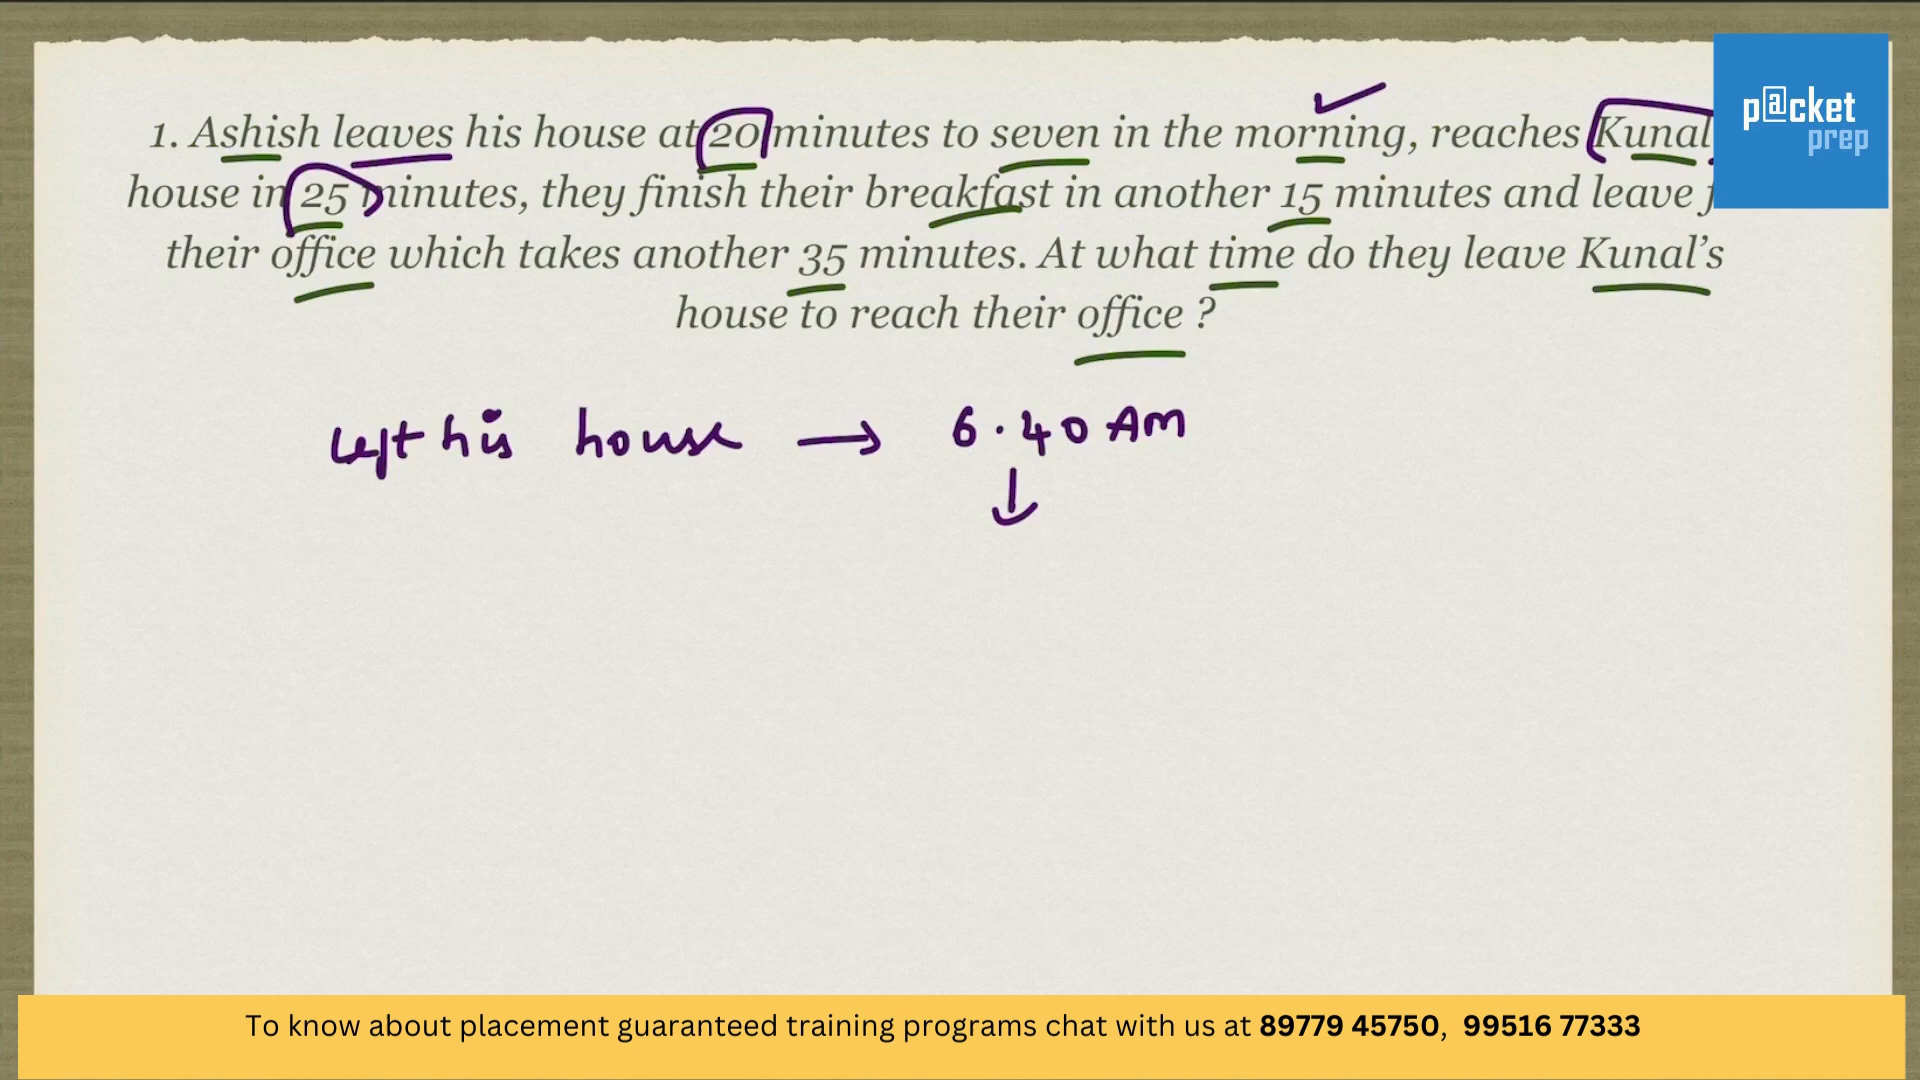 1. Ashish leaves his house at 20 minutes to seven in the morning, reaches Kunal
house in 25 minutes, they finish their breakfast in another 15 minutes and leave
their office which takes another 35 minutes. At what time do they leave Kunal’s
house to reach their office ?
left his house → 6.40 AM
↓
p@cket
prep
To know about placement guaranteed training programs chat with us at 89779 45750, 99516 77333